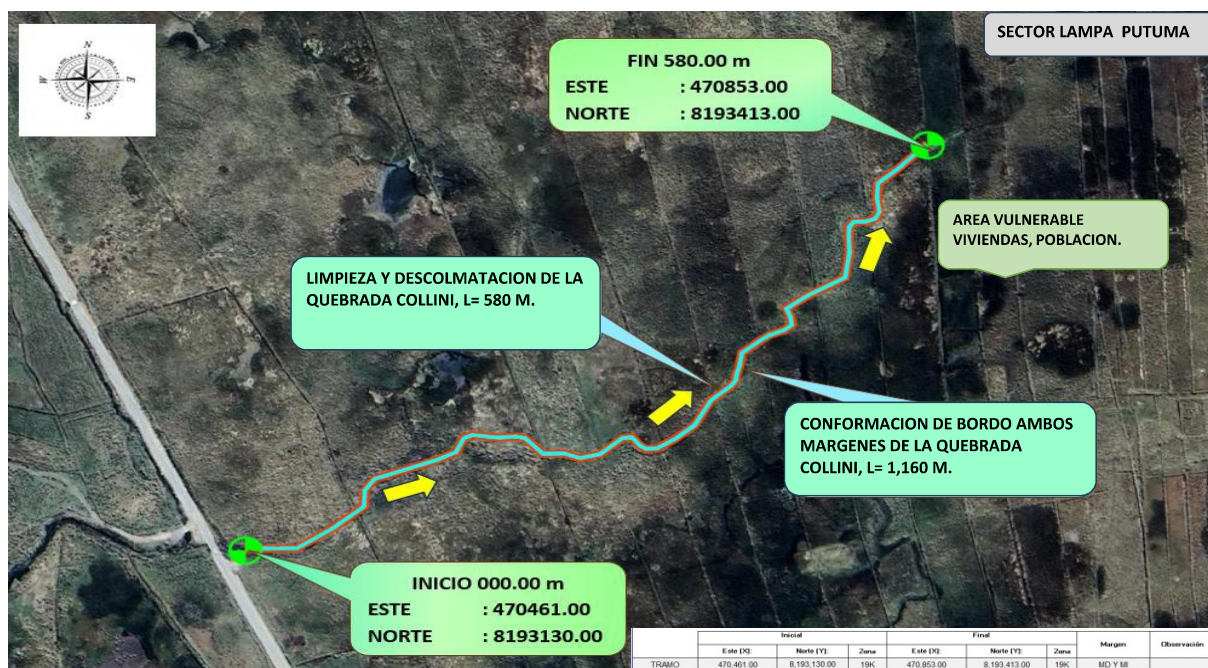 SECTOR LAMPA PUTUMA
N
W
E
S
FIN 580.00 m
ESTE : 470853.00
NORTE : 8193413.00
AREA VULNERABLE
VIVIENDAS, POBLACION.
LIMPIEZA Y DESCOLMATACION DE LA
QUEBRADA COLLINI, L= 580 M.
CONFORMACION DE BORDO AMBOS
MARGENES DE LA QUEBRADA
COLLINI, L= 1,160 M.
INICIO 000.00 m
ESTE : 470461.00
NORTE : 8193130.00
Inicial Final Margen Observación
Este (X): Norte (Y): Zona Este (X): Norte (Y): Zona
TRAMO 470,461.00 8,193,130.00 19K 470,853.00 8,193,413.00 19K MD Y MI